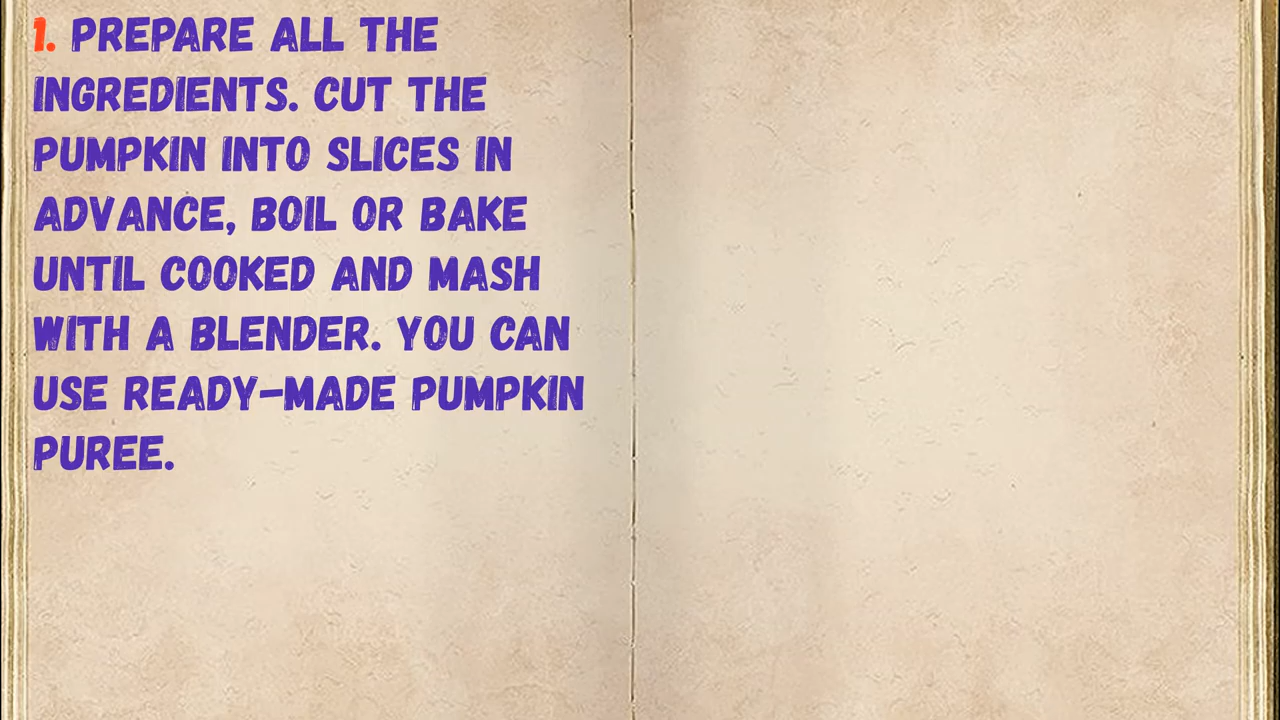 1. PREPARE ALL THE
INGREDIENTS. CUT THE
PUMPKIN INTO SLICES IN
ADVANCE, BOIL OR BAKE
UNTIL COOKED AND MASH
WITH A BLENDER. YOU CAN
USE READY-MADE PUMPKIN
PUREE.